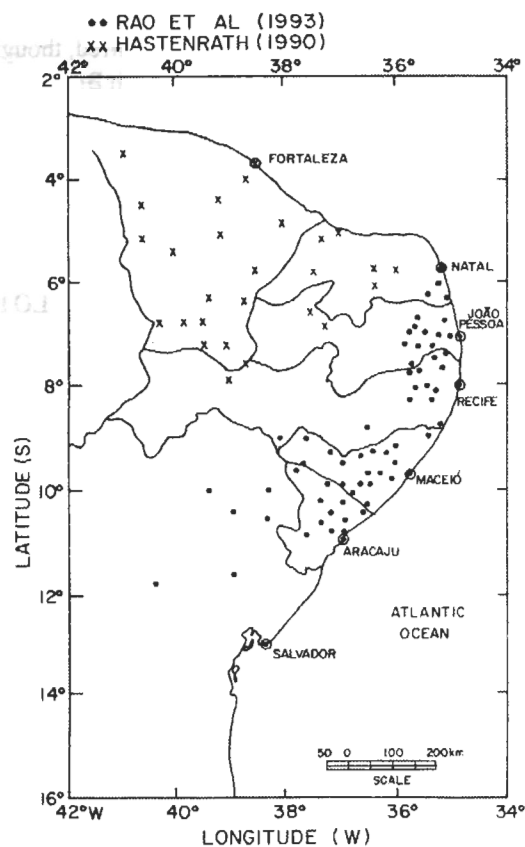 •• RAO ET AL (1993)
xx HASTENRATH (1990)
42° 40° 38° 36° 34°
2°
4°
6°
8°
10°
12°
14°
16°
LATITUDE (S)
FORTALEZA
NATAL
JOÃO
PESSOA
RECIFE
MACEIÓ
ARACAJU
SALVADOR
ATLANTIC
OCEAN
50 0 100 200km
SCALE
42°W 40° 38° 36° 34°
LONGITUDE (W)